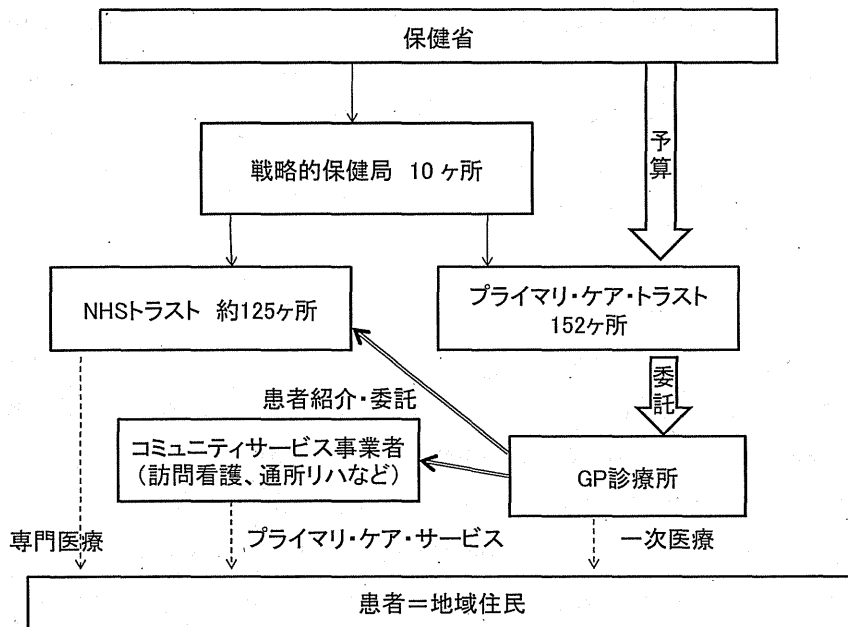 保健省
予算
戦略的保健局 10ヶ所
NHSトラスト 約125ヶ所
プライマリ・ケア・トラスト
152ヶ所
委託
患者紹介・委託
コミュニティサービス事業者
(訪問看護、通所リハなど)
GP診療所
専門医療
プライマリ・ケア・サービス
一次医療
患者=地域住民